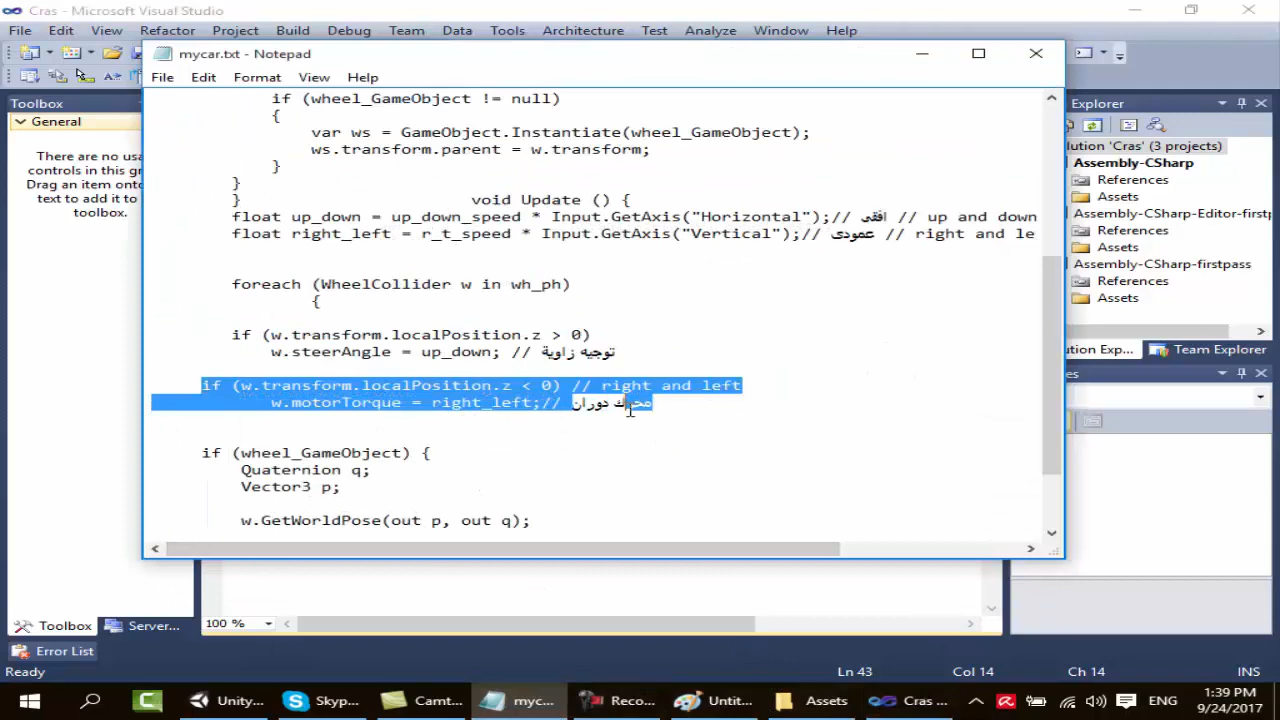 Cras - Microsoft Visual Studio
File Edit View Refactor Project Build Debug Team Data Tools Architecture Test Analyze Window Help
mycar.txt - Notepad
File Edit Format View Help
if (wheel_GameObject != null)
{
var ws = GameObject.Instantiate(wheel_GameObject);
ws.transform.parent = w.transform;
}
}
} void Update () {
float up_down = up_down_speed * Input.GetAxis("Horizontal");// افقی // up and down
float right_left = r_t_speed * Input.GetAxis("Vertical");// عمودی // right and le
foreach (WheelCollider w in wh_ph)
{
if (w.transform.localPosition.z > 0)
w.steerAngle = up_down; // توجيه زاوية
if (w.transform.localPosition.z < 0) // right and left
w.motorTorque = right_left;// محرك دوران
if (wheel_GameObject) {
Quaternion q;
Vector3 p;
w.GetWorldPose(out p, out q);
Toolbox
General
There are no usa
controls in this gr
Drag an item onto
text to add it to
toolbox.
Explorer
olution 'Cras' (3 projects)
Assembly-CSharp
References
Assets
Assembly-CSharp-Editor-firstp
References
Assets
Assembly-CSharp-firstpass
References
Assets
ution Exp... Team Explorer
es
100 %
Toolbox Server...
Error List
Ready Ln 43 Col 14 Ch 14 INS
Unity... Skyp... Camt... myc... Reco... Untit... Assets Cras ... ENG
1:39 PM
9/24/2017